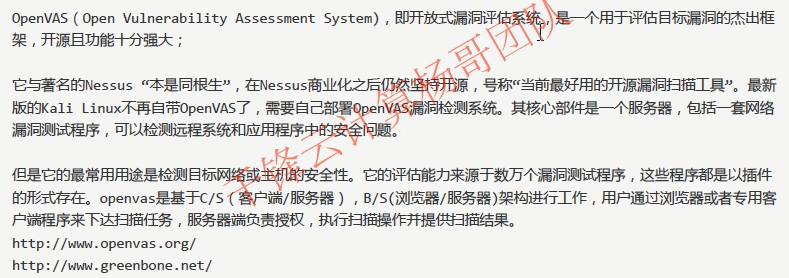 OpenVAS（Open Vulnerability Assessment System），即开放式漏洞评估系统，是一个用于评估目标漏洞的杰出框
架，开源且功能十分强大；
它与著名的Nessus “本是同根生”，在Nessus商业化之后仍然坚持开源，号称“当前最好用的开源漏洞扫描工具”。最新
版的Kali Linux不再自带OpenVAS了，需要自己部署OpenVAS漏洞检测系统。其核心部件是一个服务器，包括一套网络
漏洞测试程序，可以检测远程系统和应用程序中的安全问题。
但是它的最常用用途是检测目标网络或主机的安全性。它的评估能力来源于数万个漏洞测试程序，这些程序都是以插件
的形式存在。openvas是基于C/S（客户端/服务器），B/S(浏览器/服务器)架构进行工作，用户通过浏览器或者专用客
户端程序来下达扫描任务，服务器端负责授权，执行扫描操作并提供扫描结果。
http://www.openvas.org/
http://www.greenbone.net/
千锋云计算杨哥团队